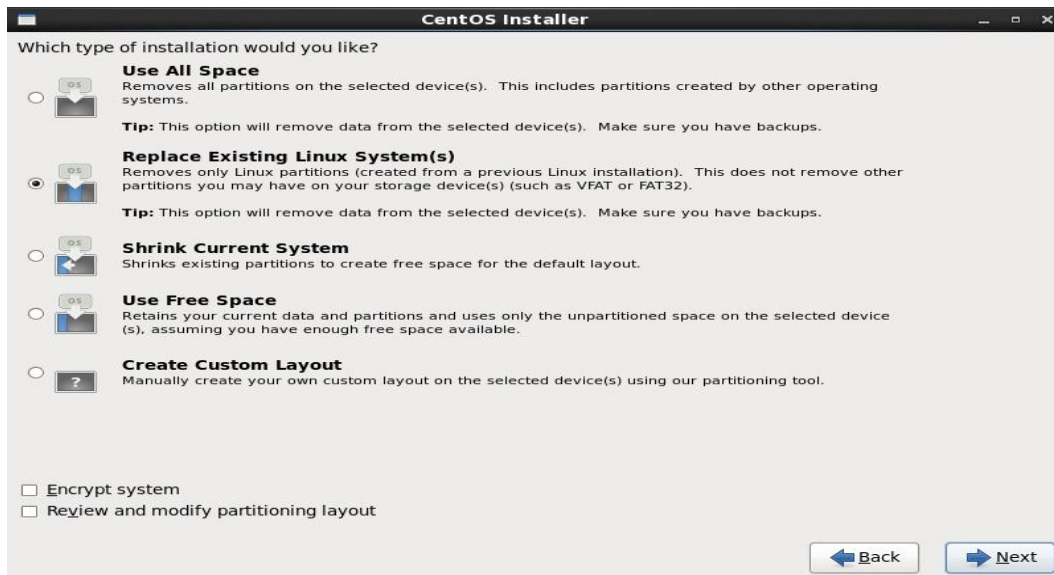 CentOS Installer
Which type of installation would you like?
Use All Space
OS
Removes all partitions on the selected device(s). This includes partitions created by other operating
systems.
Tip: This option will remove data from the selected device(s). Make sure you have backups.
Replace Existing Linux System(s)
OS
Removes only Linux partitions (created from a previous Linux installation). This does not remove other
partitions you may have on your storage device(s) (such as VFAT or FAT32).
Tip: This option will remove data from the selected device(s). Make sure you have backups.
OS
Shrink Current System
Shrinks existing partitions to create free space for the default layout.
OS
Use Free Space
Retains your current data and partitions and uses only the unpartitioned space on the selected device
(s), assuming you have enough free space available.
Create Custom Layout
?
Manually create your own custom layout on the selected device(s) using our partitioning tool.
Encrypt system
Review and modify partitioning layout
Back
Next